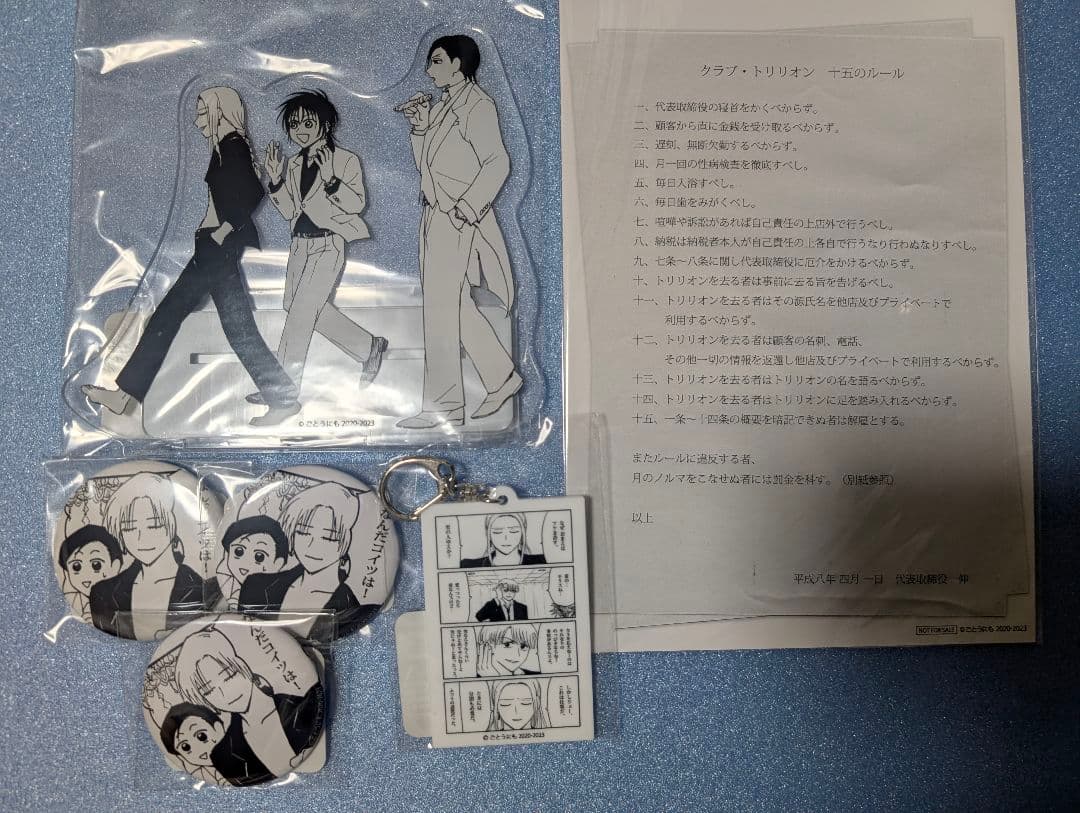 クラブ・トリリオン 十五のルール
一、代表取締役の寝首をかくべからず。
二、顧客から直に金銭を受け取るべからず。
三、遅刻、無断欠勤するべからず。
四、月一回の性病検査を徹底すべし。
五、毎日入浴すべし。
六、毎日歯をみがくべし。
七、喧嘩や訴訟があれば自己責任の上店外で行うべし。
八、納税は納税者本人が自己責任の上各自で行うなり行わぬなりすべし。
九、七条~八条に関し代表取締役に厄介をかけるべからず。
十、トリリオンを去る者は事前に去る旨を告げるべし。
十一、トリリオンを去る者はその源氏名を他店及びプライベートで
利用するべからず。
十二、トリリオンを去る者は顧客の名刺、電話、
その他一切の情報を返還し他店及びプライベートで利用するべからず。
十三、トリリオンを去る者はトリリオンの名を語るべからず。
十四、トリリオンを去る者はトリリオンに足を踏み入れるべからず。
十五、一条~十四条の概要を暗記できぬ者は解雇とする。
またルールに違反する者、
月のノルマをこなせぬ者には罰金を科す。(別紙参照)
以上
平成八年 四月 一日 代表取締役 仰
NOT FOR SALE ©ごとうにも 2020-2023
© ごとうにも 2020-2023
なんだコイツは!
コイツは!
© ごとうにも 2020-2023